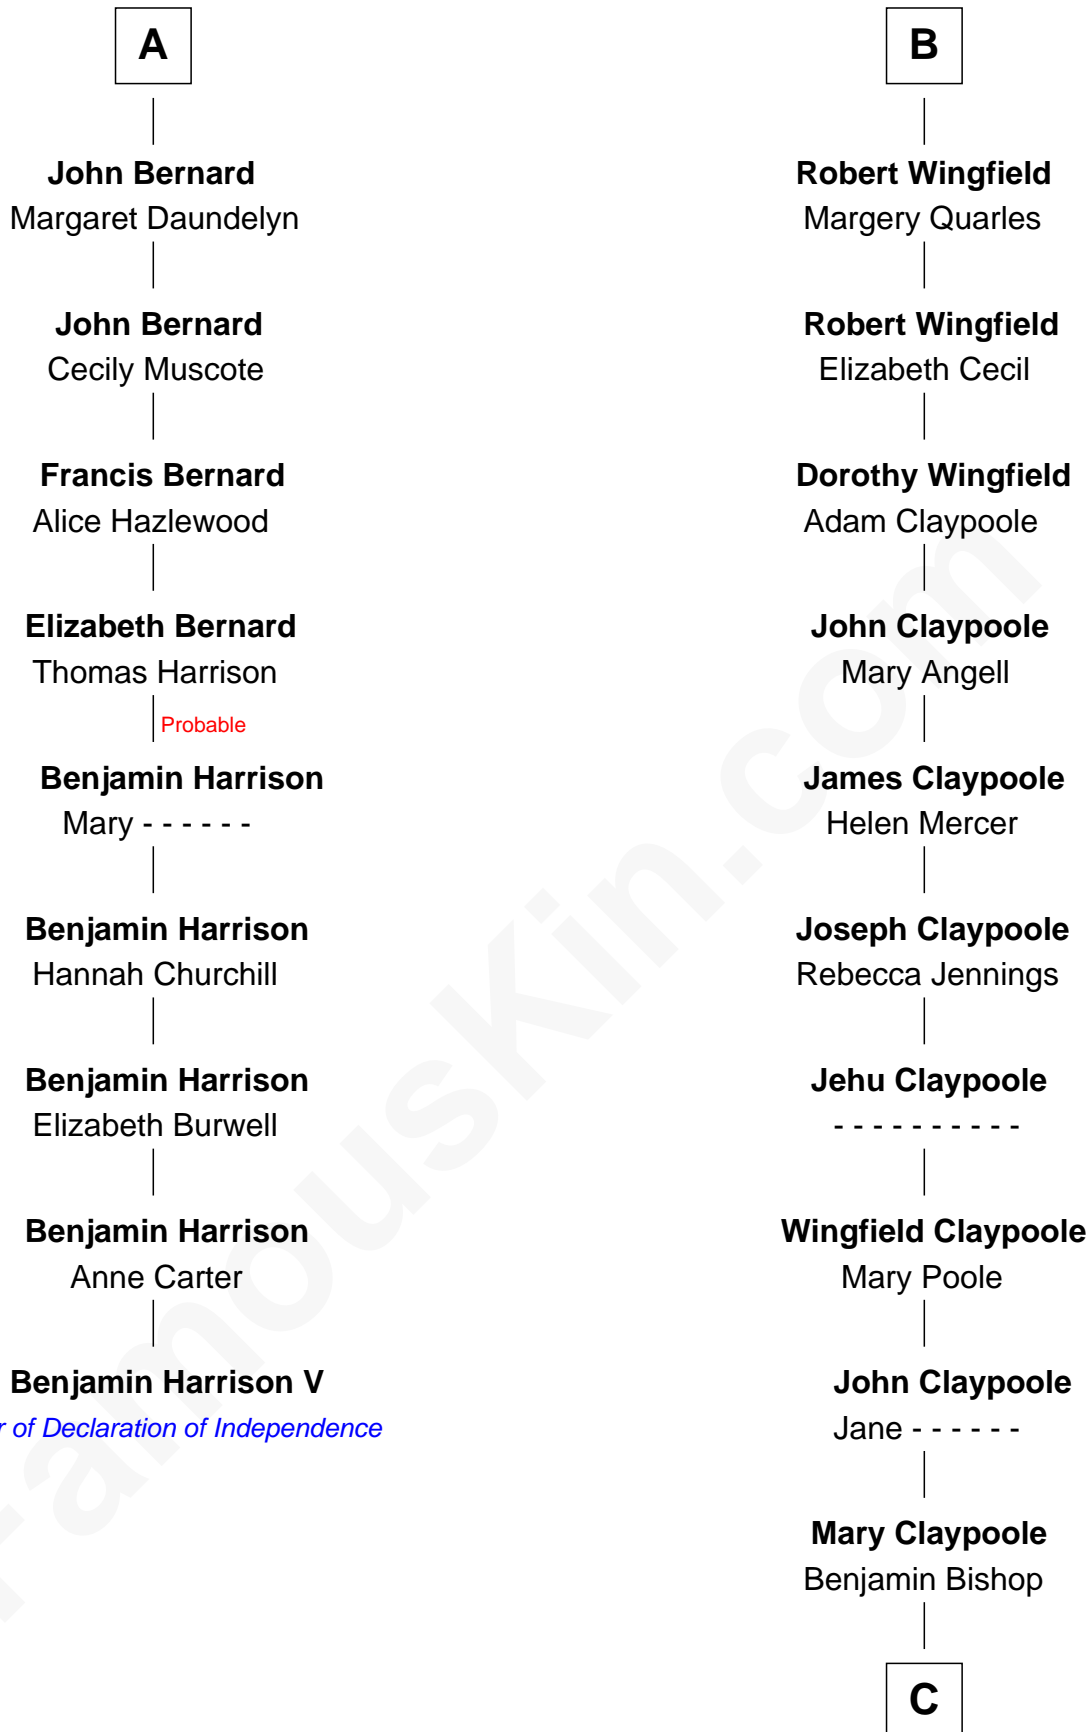 A
John Bernard
Margaret Daundelyn
John Bernard
Cecily Muscote
Francis Bernard
Alice Hazlewood
Elizabeth Bernard
Thomas Harrison
Probable
Benjamin Harrison
Mary - - - - - -
Benjamin Harrison
Hannah Churchill
Benjamin Harrison
Elizabeth Burwell
Benjamin Harrison
Anne Carter
Benjamin Harrison V
of Declaration of Independence
B
Robert Wingfield
Margery Quarles
Robert Wingfield
Elizabeth Cecil
Dorothy Wingfield
Adam Claypoole
John Claypoole
Mary Angell
James Claypoole
Helen Mercer
Joseph Claypoole
Rebecca Jennings
Jehu Claypoole
- - - - - - - - - -
Wingfield Claypoole
Mary Poole
John Claypoole
Jane - - - - - -
Mary Claypoole
Benjamin Bishop
C
FamousKin.com